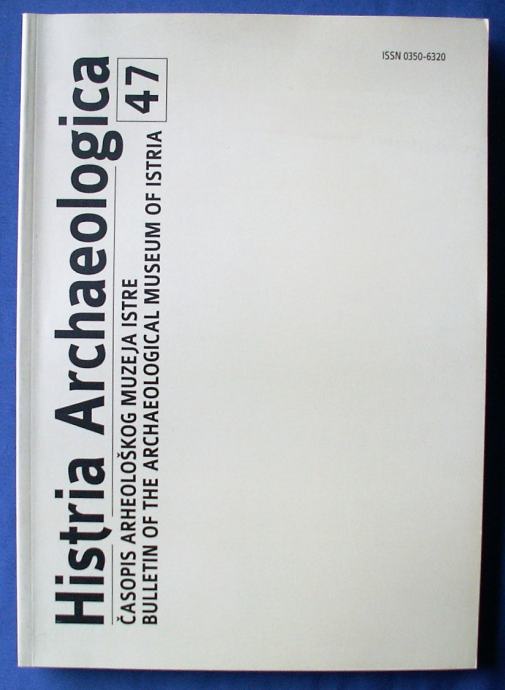 Histria Archaeologica
47
ČASOPIS ARHEOLOŠKOG MUZEJA ISTRE
BULLETIN OF THE ARCHAEOLOGICAL MUSEUM OF ISTRIA
ISSN 0350-6320